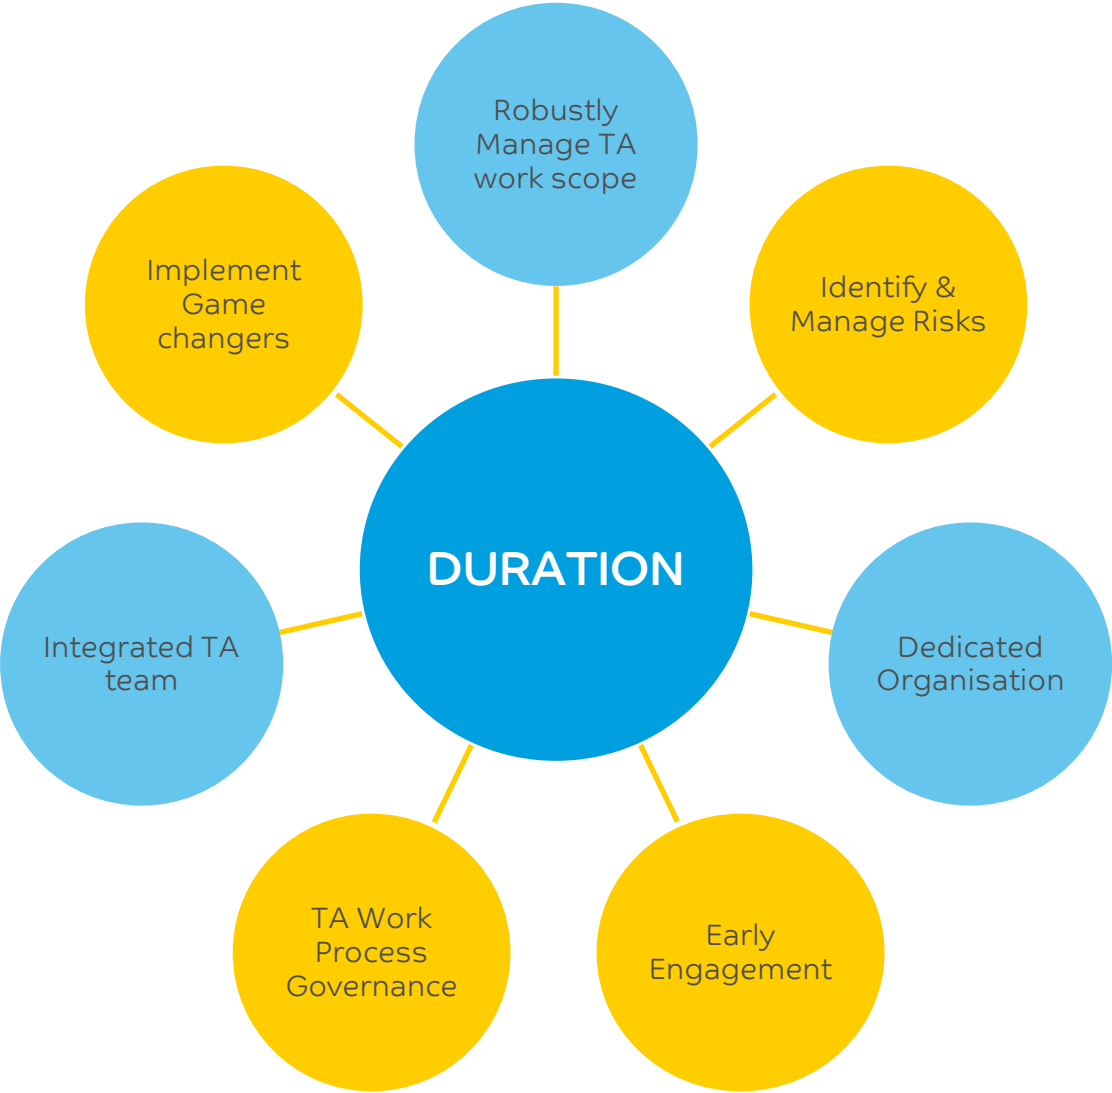 Robustly
Manage TA
work scope
Identify &
Manage Risks
Dedicated
Organisation
Early
Engagement
TA Work
Process
Governance
Integrated TA
team
Implement
Game
changers
DURATION